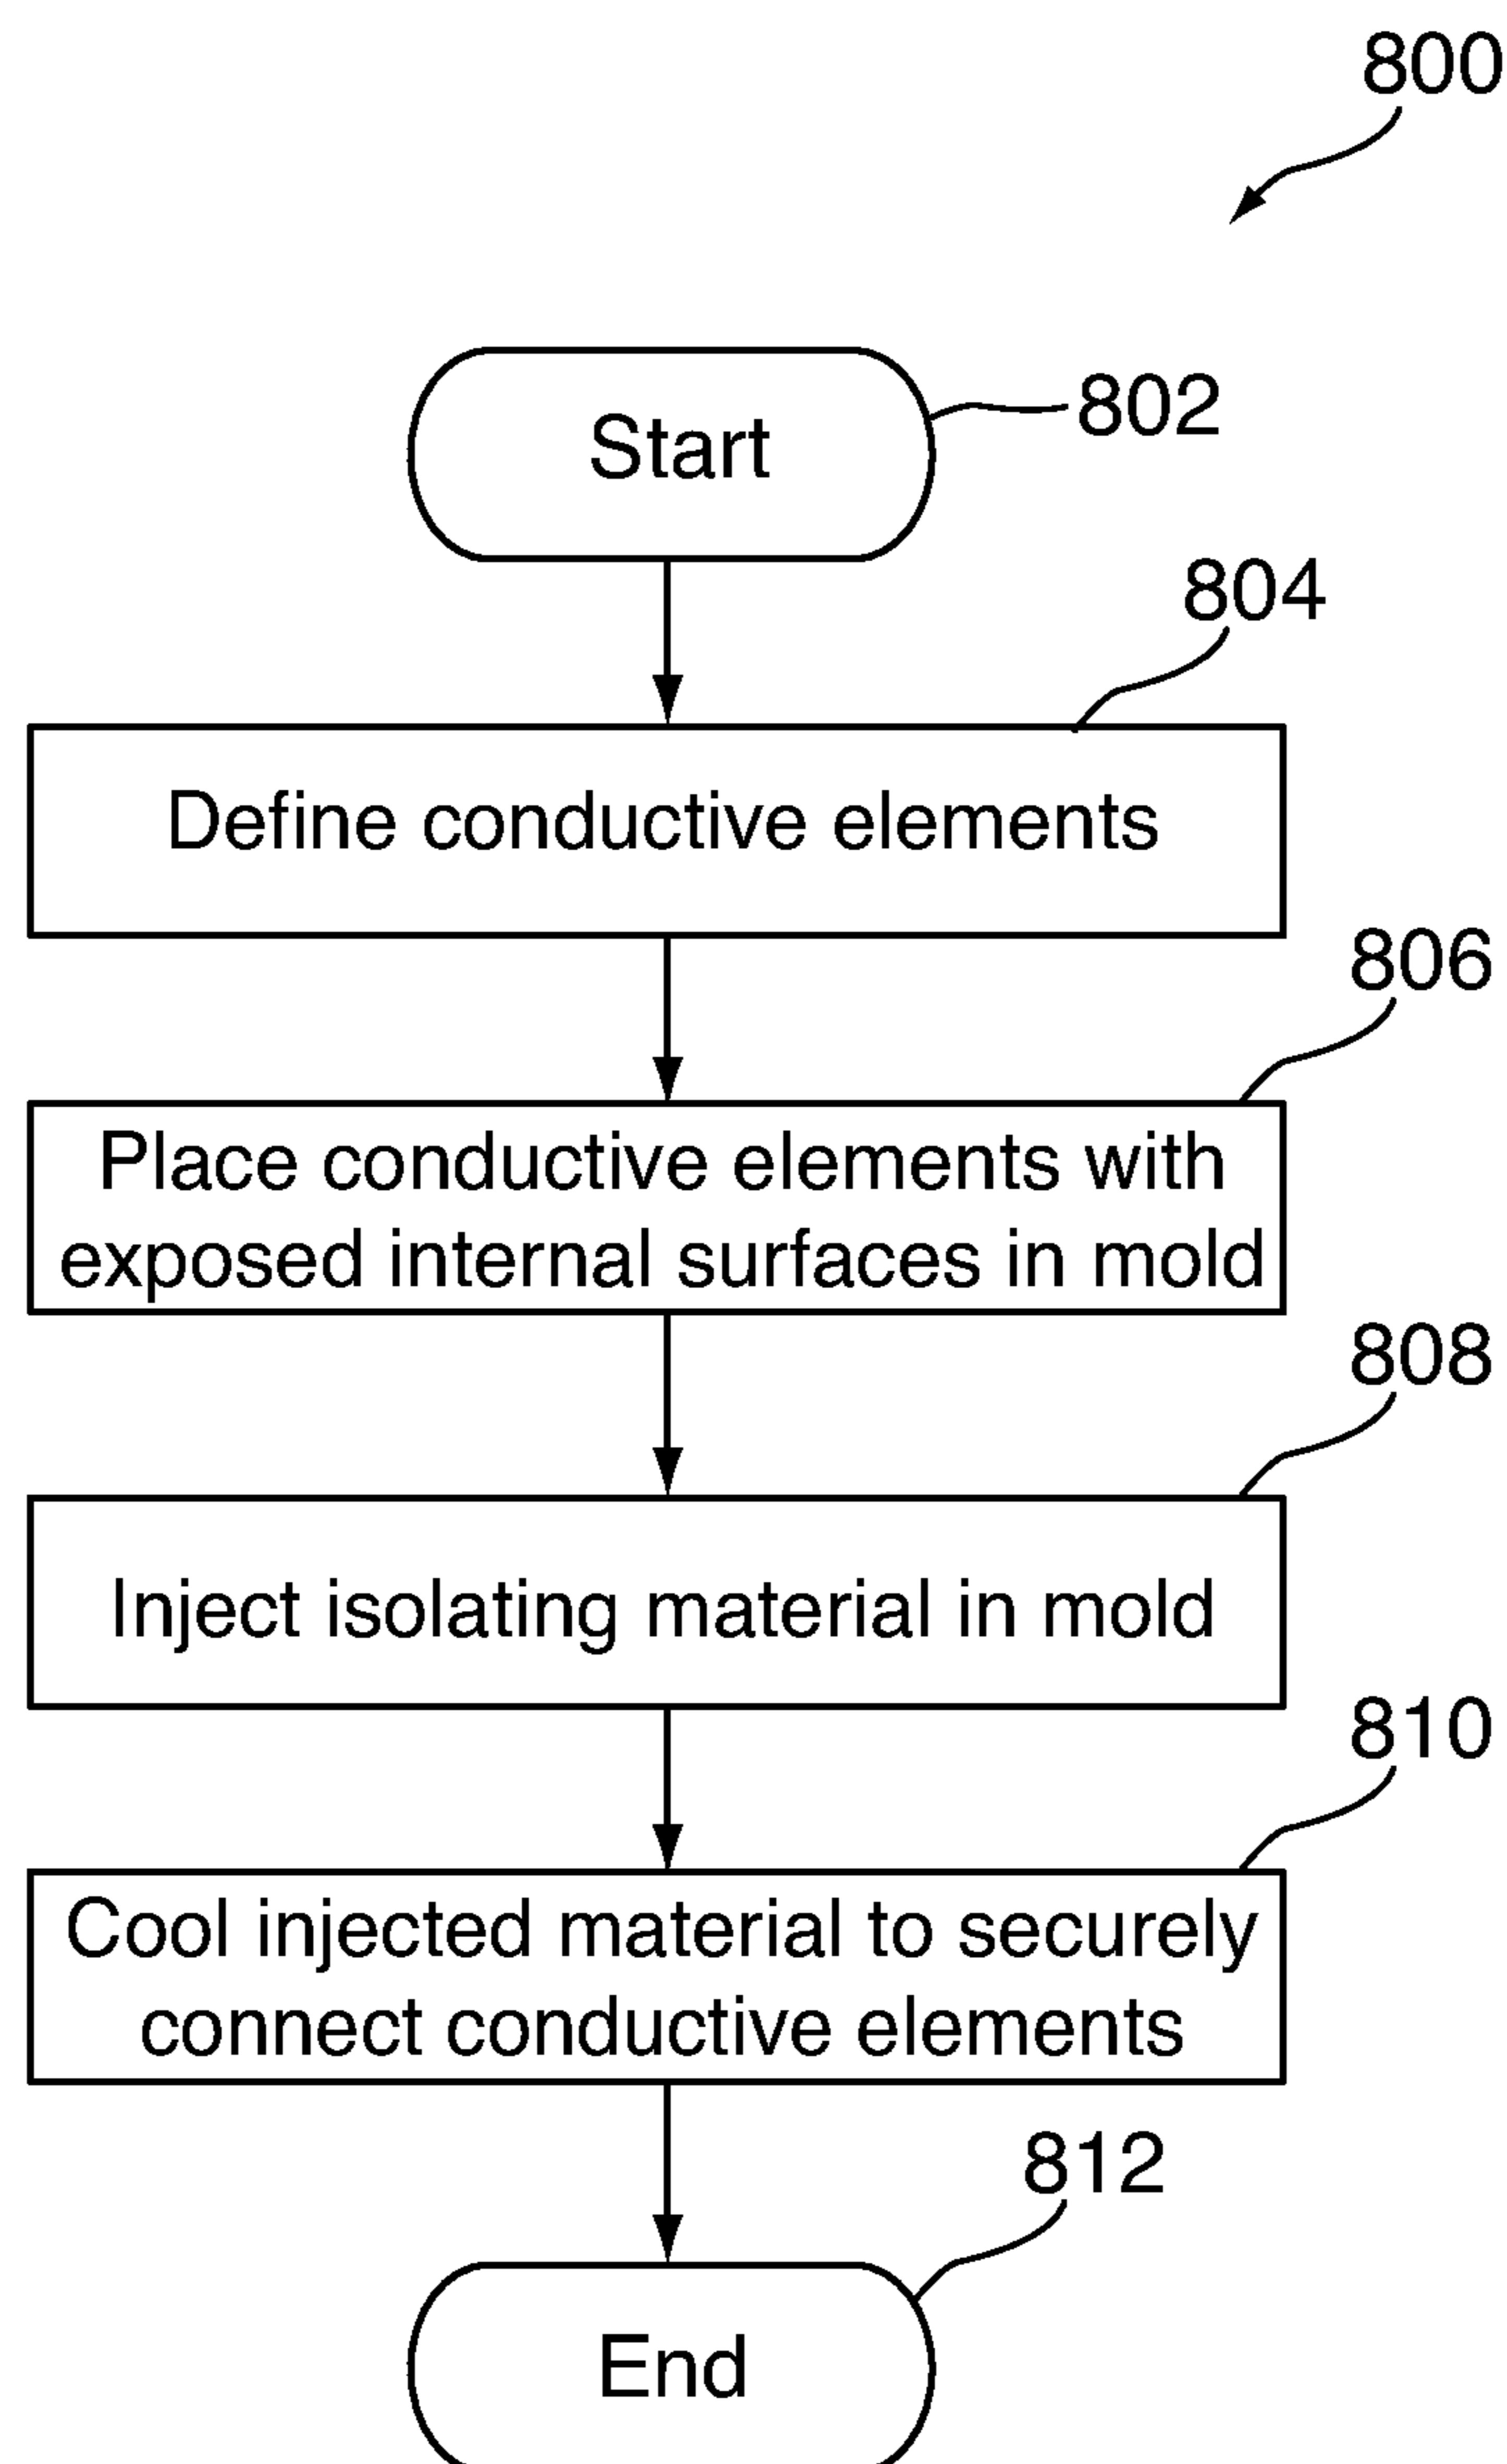 800
Start
802
804
Define conductive elements
806
Place conductive elements with
exposed internal surfaces in mold
808
Inject isolating material in mold
810
Cool injected material to securely
connect conductive elements
812
End